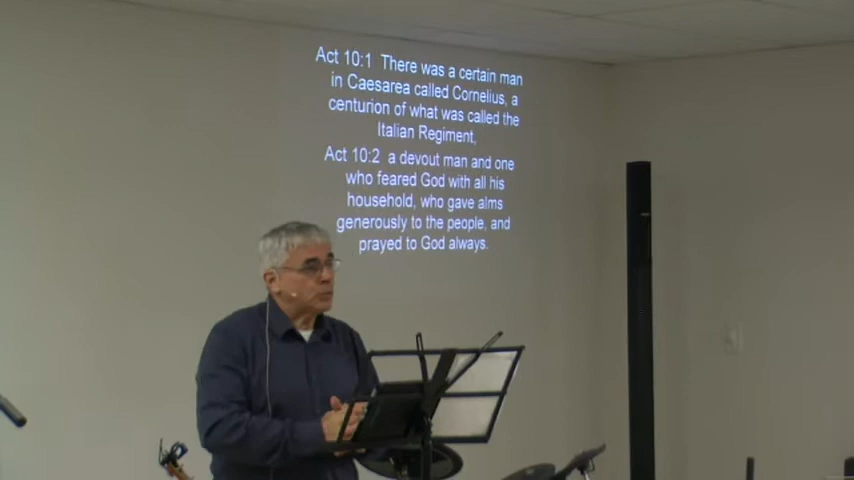 Act 10:1 There was a certain man
in Caesarea called Cornelius, a
centurion of what was called the
Italian Regiment,
Act 10:2 a devout man and one
who feared God with all his
household, who gave alms
generously to the people, and
prayed to God always.